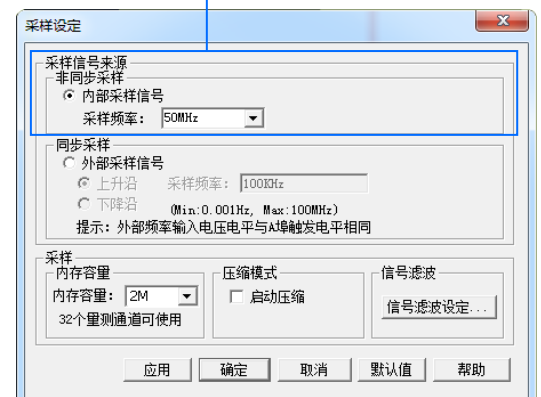 采样设定
采样信号来源
非同步采样
内部采样信号
采样频率： 50MHz
同步采样
外部采样信号
上升沿 采样频率： 100KHz
下降沿 (Min:0.001Hz, Max:100MHz)
提示：外部频率输入电压电平与A埠触发电平相同
采样
内存容量 压缩模式 信号滤波
内存容量： 2M 启动压缩 信号滤波设定...
32个量测通道可使用
应用 确定 取消 默认值 帮助